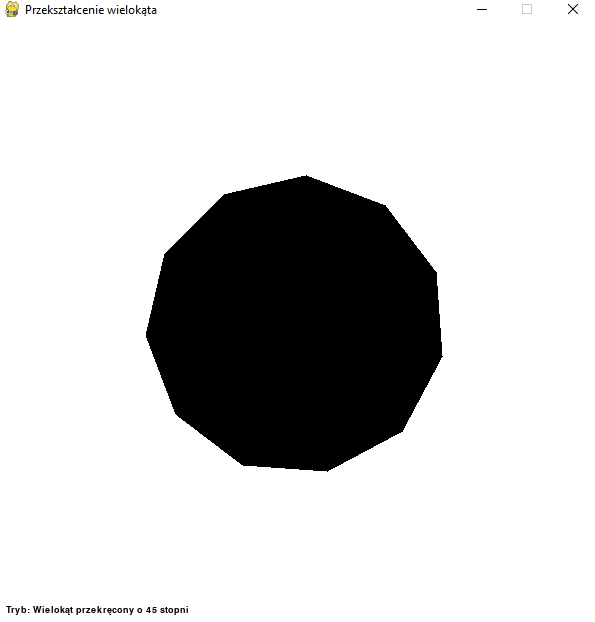 Przekształcenie wielokąta
Tryb: Wielokąt przekręcony o 45 stopni